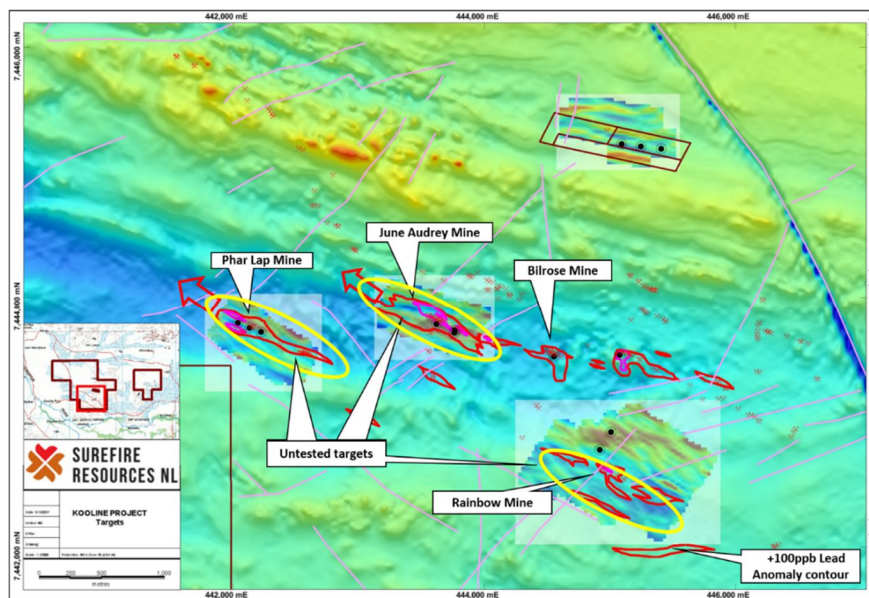 442,000 mE
444,000 mE
446,000 mE
7,446,000 mN
June Audrey Mine
Phar Lap Mine
Bilrose Mine
7,444,800 mN
SUREFIRE
RESOURCES NL
Untested targets
Rainbow Mine
KOOLINE PROJECT
Targets
+100ppb Lead
Anomaly contour
0
250
500
1,000
metres
7,442,000 mN
442,000 mE
444,000 mE
446,000 mE